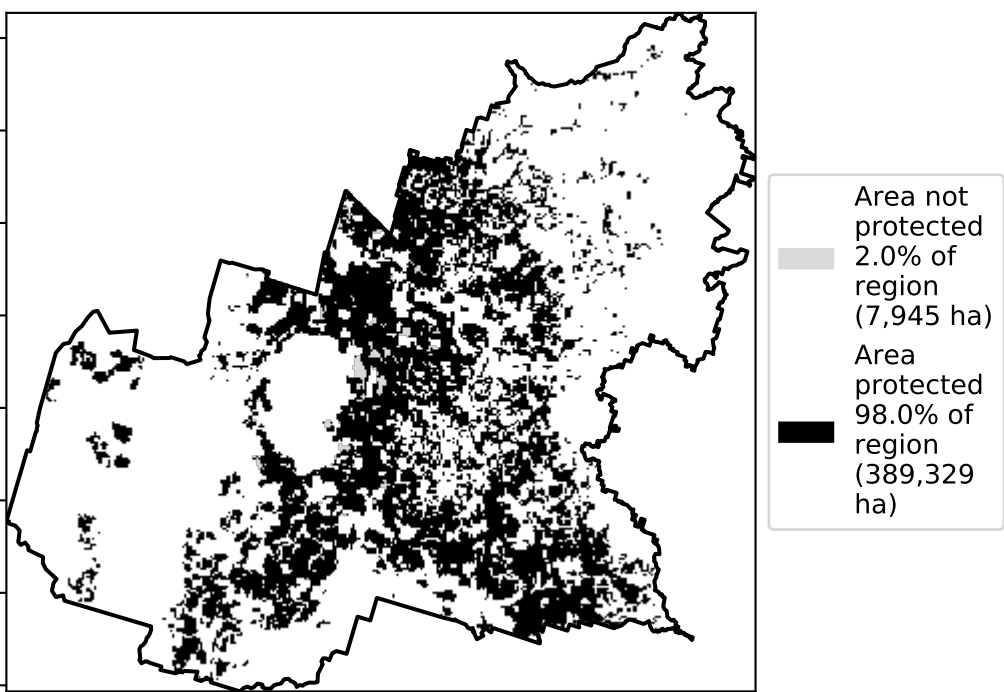 Area not
protected
2.0% of
region
(7,945 ha)
Area
protected
98.0% of
region
(389,329
ha)